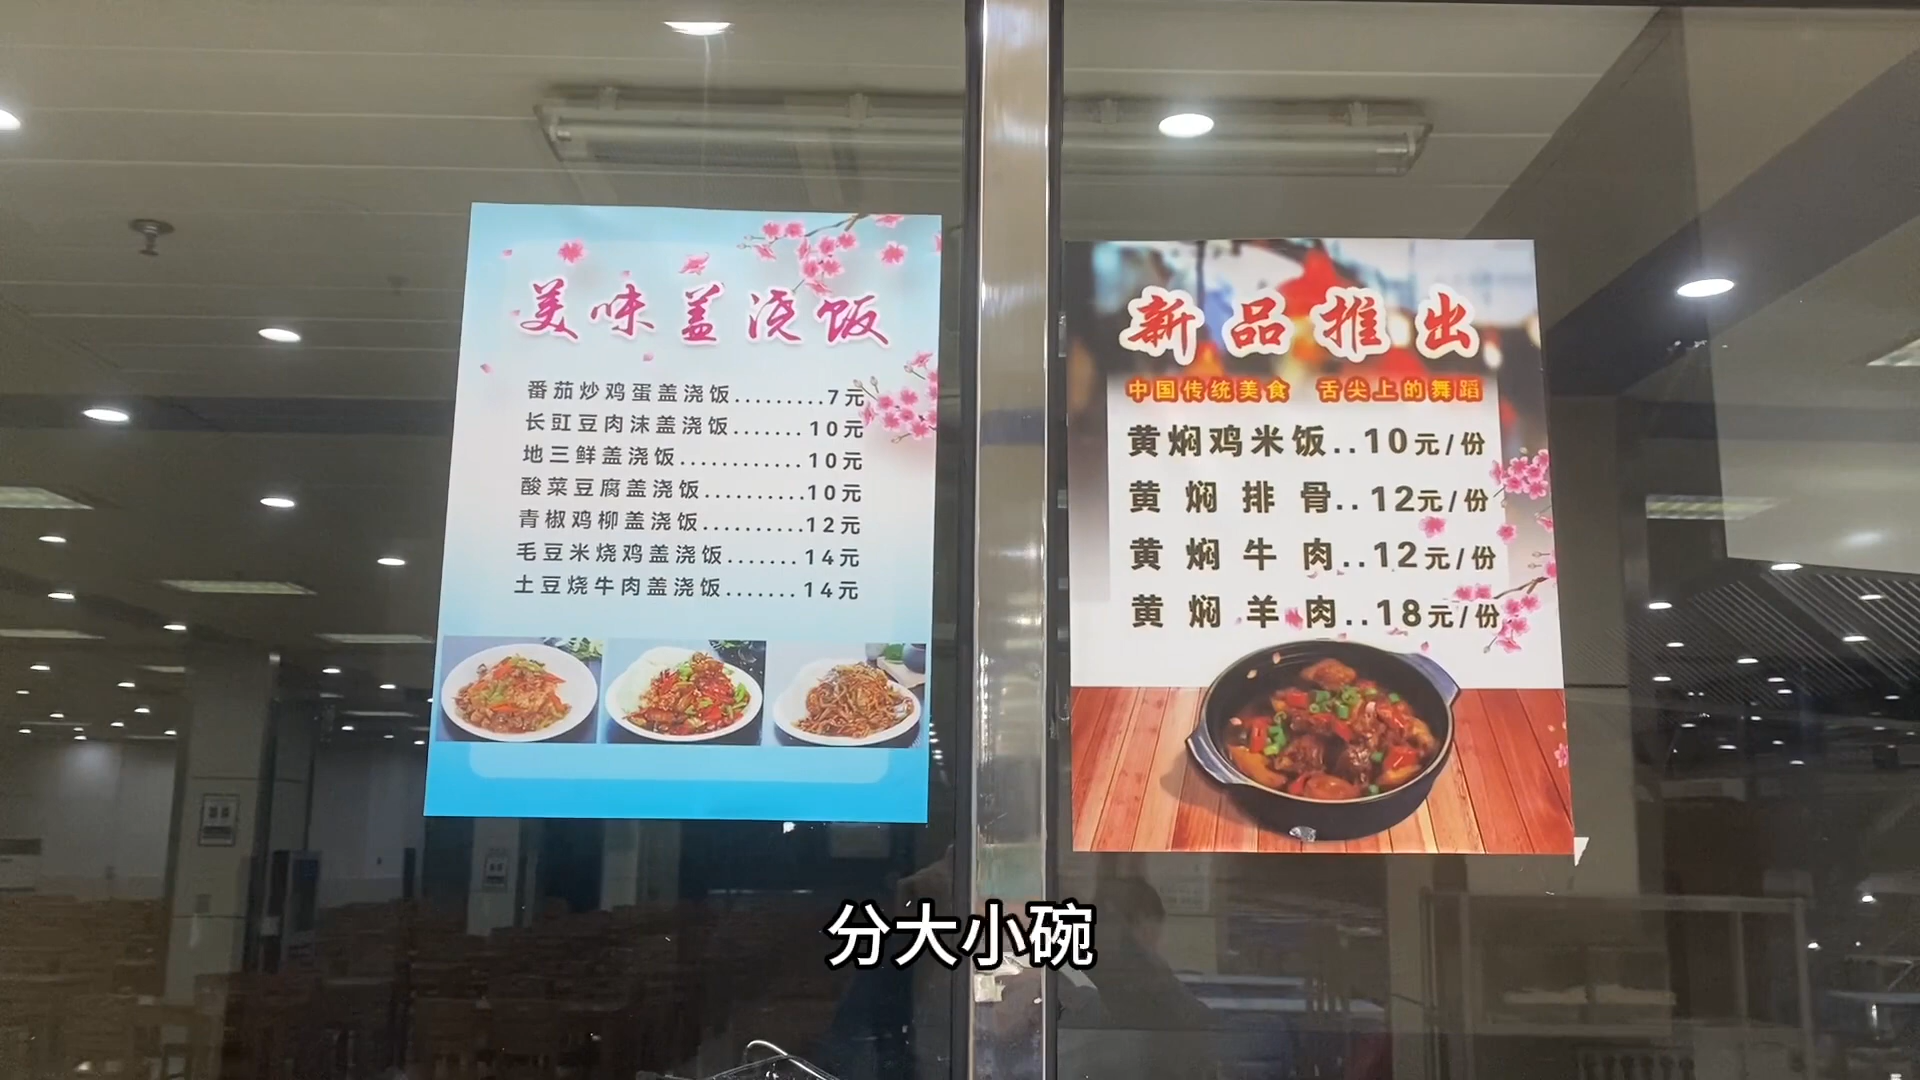 美味盖浇饭
番茄炒鸡蛋盖浇饭.........7元
长豇豆肉沫盖浇饭.......10元
地三鲜盖浇饭............10元
酸菜豆腐盖浇饭..........10元
青椒鸡柳盖浇饭..........12元
毛豆米烧鸡盖浇饭.......14元
土豆烧牛肉盖浇饭.......14元
新品推出
中国传统美食 舌尖上的舞蹈
黄焖鸡米饭..10元/份
黄焖排骨..12元/份
黄焖牛肉..12元/份
黄焖羊肉..18元/份
分大小碗